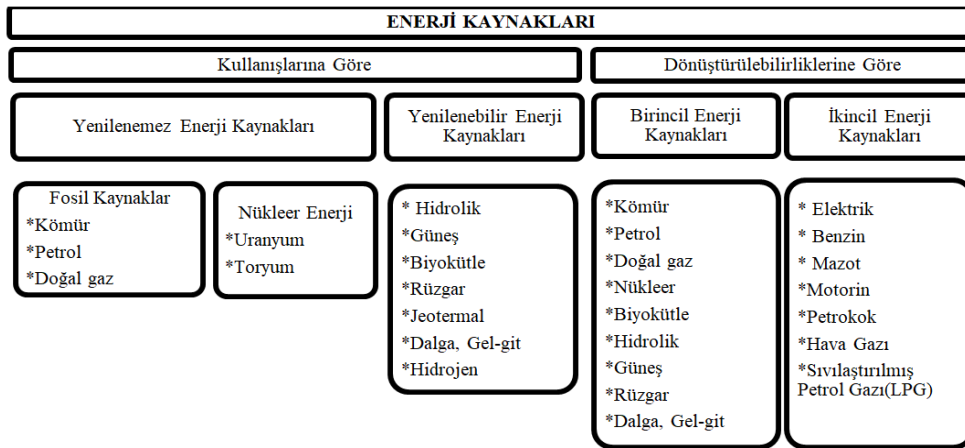 ENERJİ KAYNAKLARI
Kullanışlarına Göre
Dönüştürülebilirliklerine Göre
Yenilenemez Enerji Kaynakları
Yenilenebilir Enerji
Kaynakları
Birincil Enerji
Kaynakları
İkincil Enerji
Kaynakları
Fosil Kaynaklar
*Kömür
*Petrol
*Doğal gaz
Nükleer Enerji
*Uranyum
*Toryum
* Hidrolik
*Güneş
*Biyokütle
*Rüzgar
*Jeotermal
*Dalga, Gel-git
*Hidrojen
*Kömür
*Petrol
*Doğal gaz
*Nükleer
*Biyokütle
*Hidrolik
*Güneş
*Rüzgar
*Dalga, Gel-git
* Elektrik
* Benzin
* Mazot
*Motorin
*Petrokok
*Hava Gazı
*Sıvılaştırılmış
Petrol Gazı(LPG)